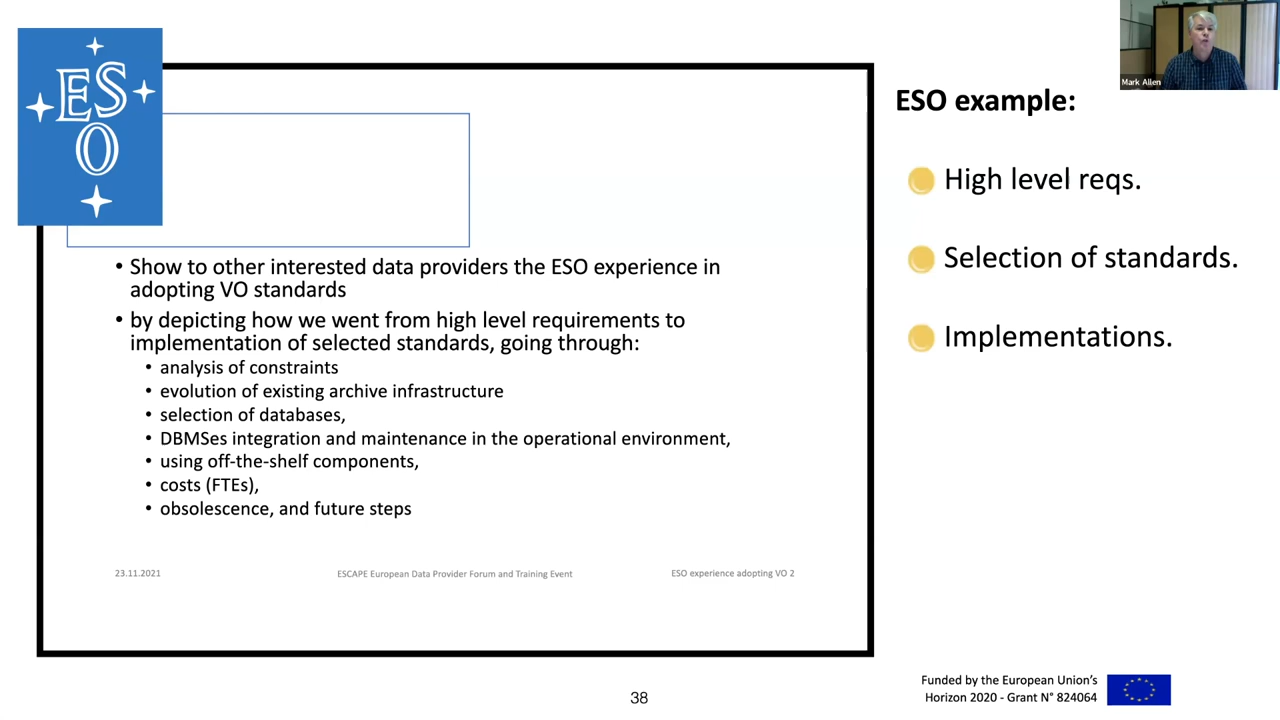 ES
O
Mark Allen
ESO example:
High level reqs.
Selection of standards.
Implementations.
• Show to other interested data providers the ESO experience in
adopting VO standards
• by depicting how we went from high level requirements to
implementation of selected standards, going through:
• analysis of constraints
• evolution of existing archive infrastructure
• selection of databases,
• DBMSes integration and maintenance in the operational environment,
• using off-the-shelf components,
• costs (FTEs),
• obsolescence, and future steps
23.11.2021
ESCAPE European Data Provider Forum and Training Event
ESO experience adopting VO 2
38
Funded by the European Union's
Horizon 2020 - Grant N° 824064